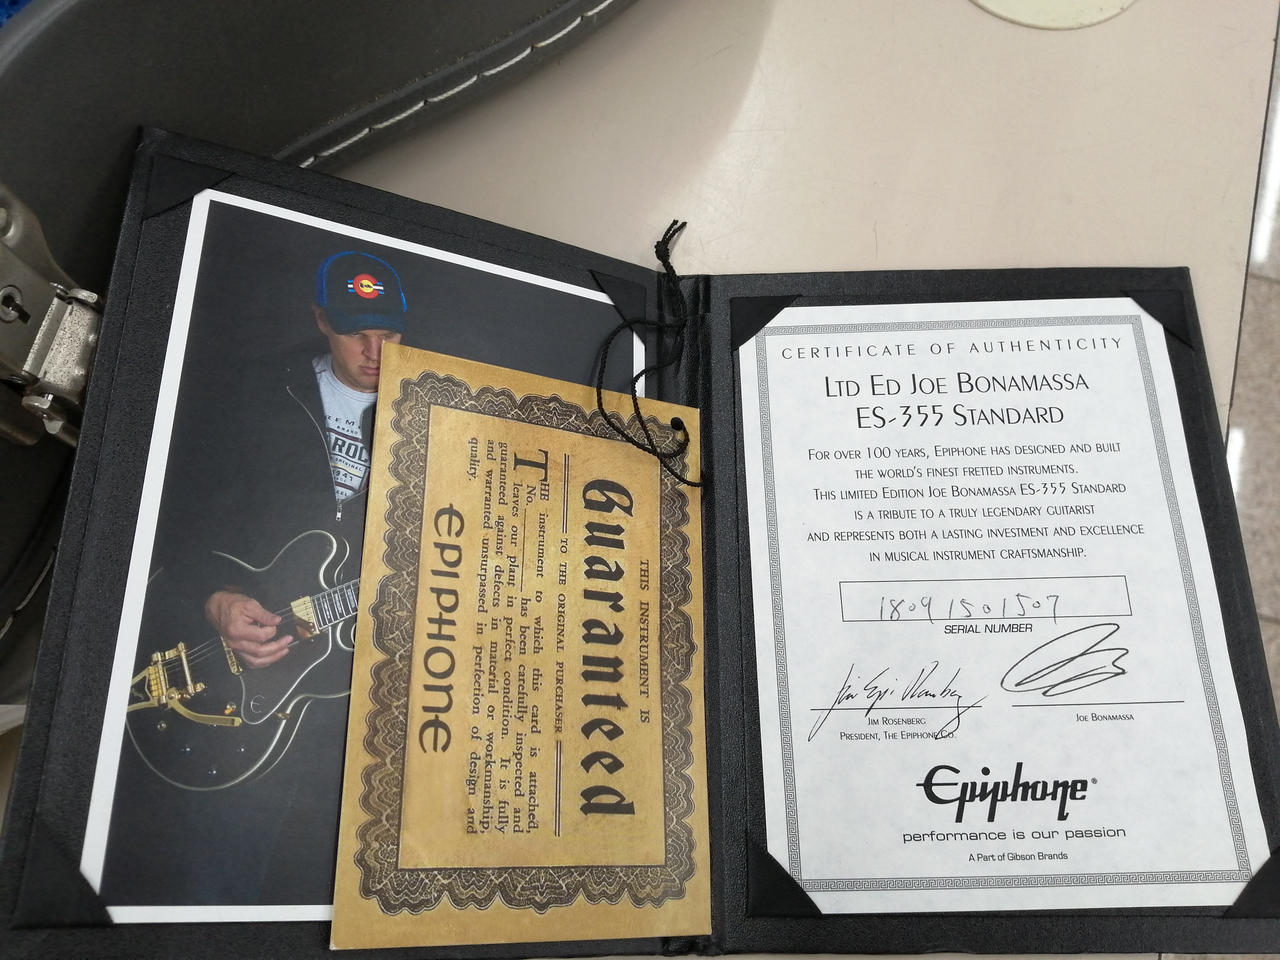 THIS INSTRUMENT IS
Guaranteed
TO THE ORIGINAL PURCHASER
THE instrument to which this card is attached,
No. has been carefully inspected and
leaves our plant in perfect condition. It is fully
guaranteed against defects in material or workmanship,
and warranted unsurpassed in perfection of design and
quality.
EPIPHONE
CERTIFICATE OF AUTHENTICITY
LTD ED JOE BONAMASSA
ES-355 STANDARD
FOR OVER 100 YEARS, EPIPHONE HAS DESIGNED AND BUILT
THE WORLD'S FINEST FRETTED INSTRUMENTS.
THIS LIMITED EDITION JOE BONAMASSA ES-355 STANDARD
IS A TRIBUTE TO A TRULY LEGENDARY GUITARIST
AND REPRESENTS BOTH A LASTING INVESTMENT AND EXCELLENCE
IN MUSICAL INSTRUMENT CRAFTSMANSHIP.
18091501507
SERIAL NUMBER
JIM ROSENBERG
PRESIDENT, THE EPIPHONE CO.
JOE BONAMASSA
Epiphone®
performance is our passion
A Part of Gibson Brands